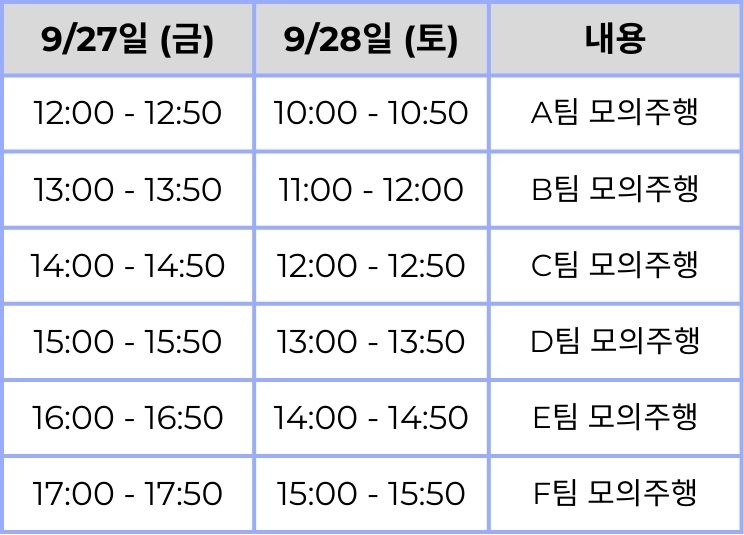 9/27일 (금) 9/28일 (토) 내용
12:00 - 12:50 10:00 - 10:50 A팀 모의주행
13:00 - 13:50 11:00 - 12:00 B팀 모의주행
14:00 - 14:50 12:00 - 12:50 C팀 모의주행
15:00 - 15:50 13:00 - 13:50 D팀 모의주행
16:00 - 16:50 14:00 - 14:50 E팀 모의주행
17:00 - 17:50 15:00 - 15:50 F팀 모의주행